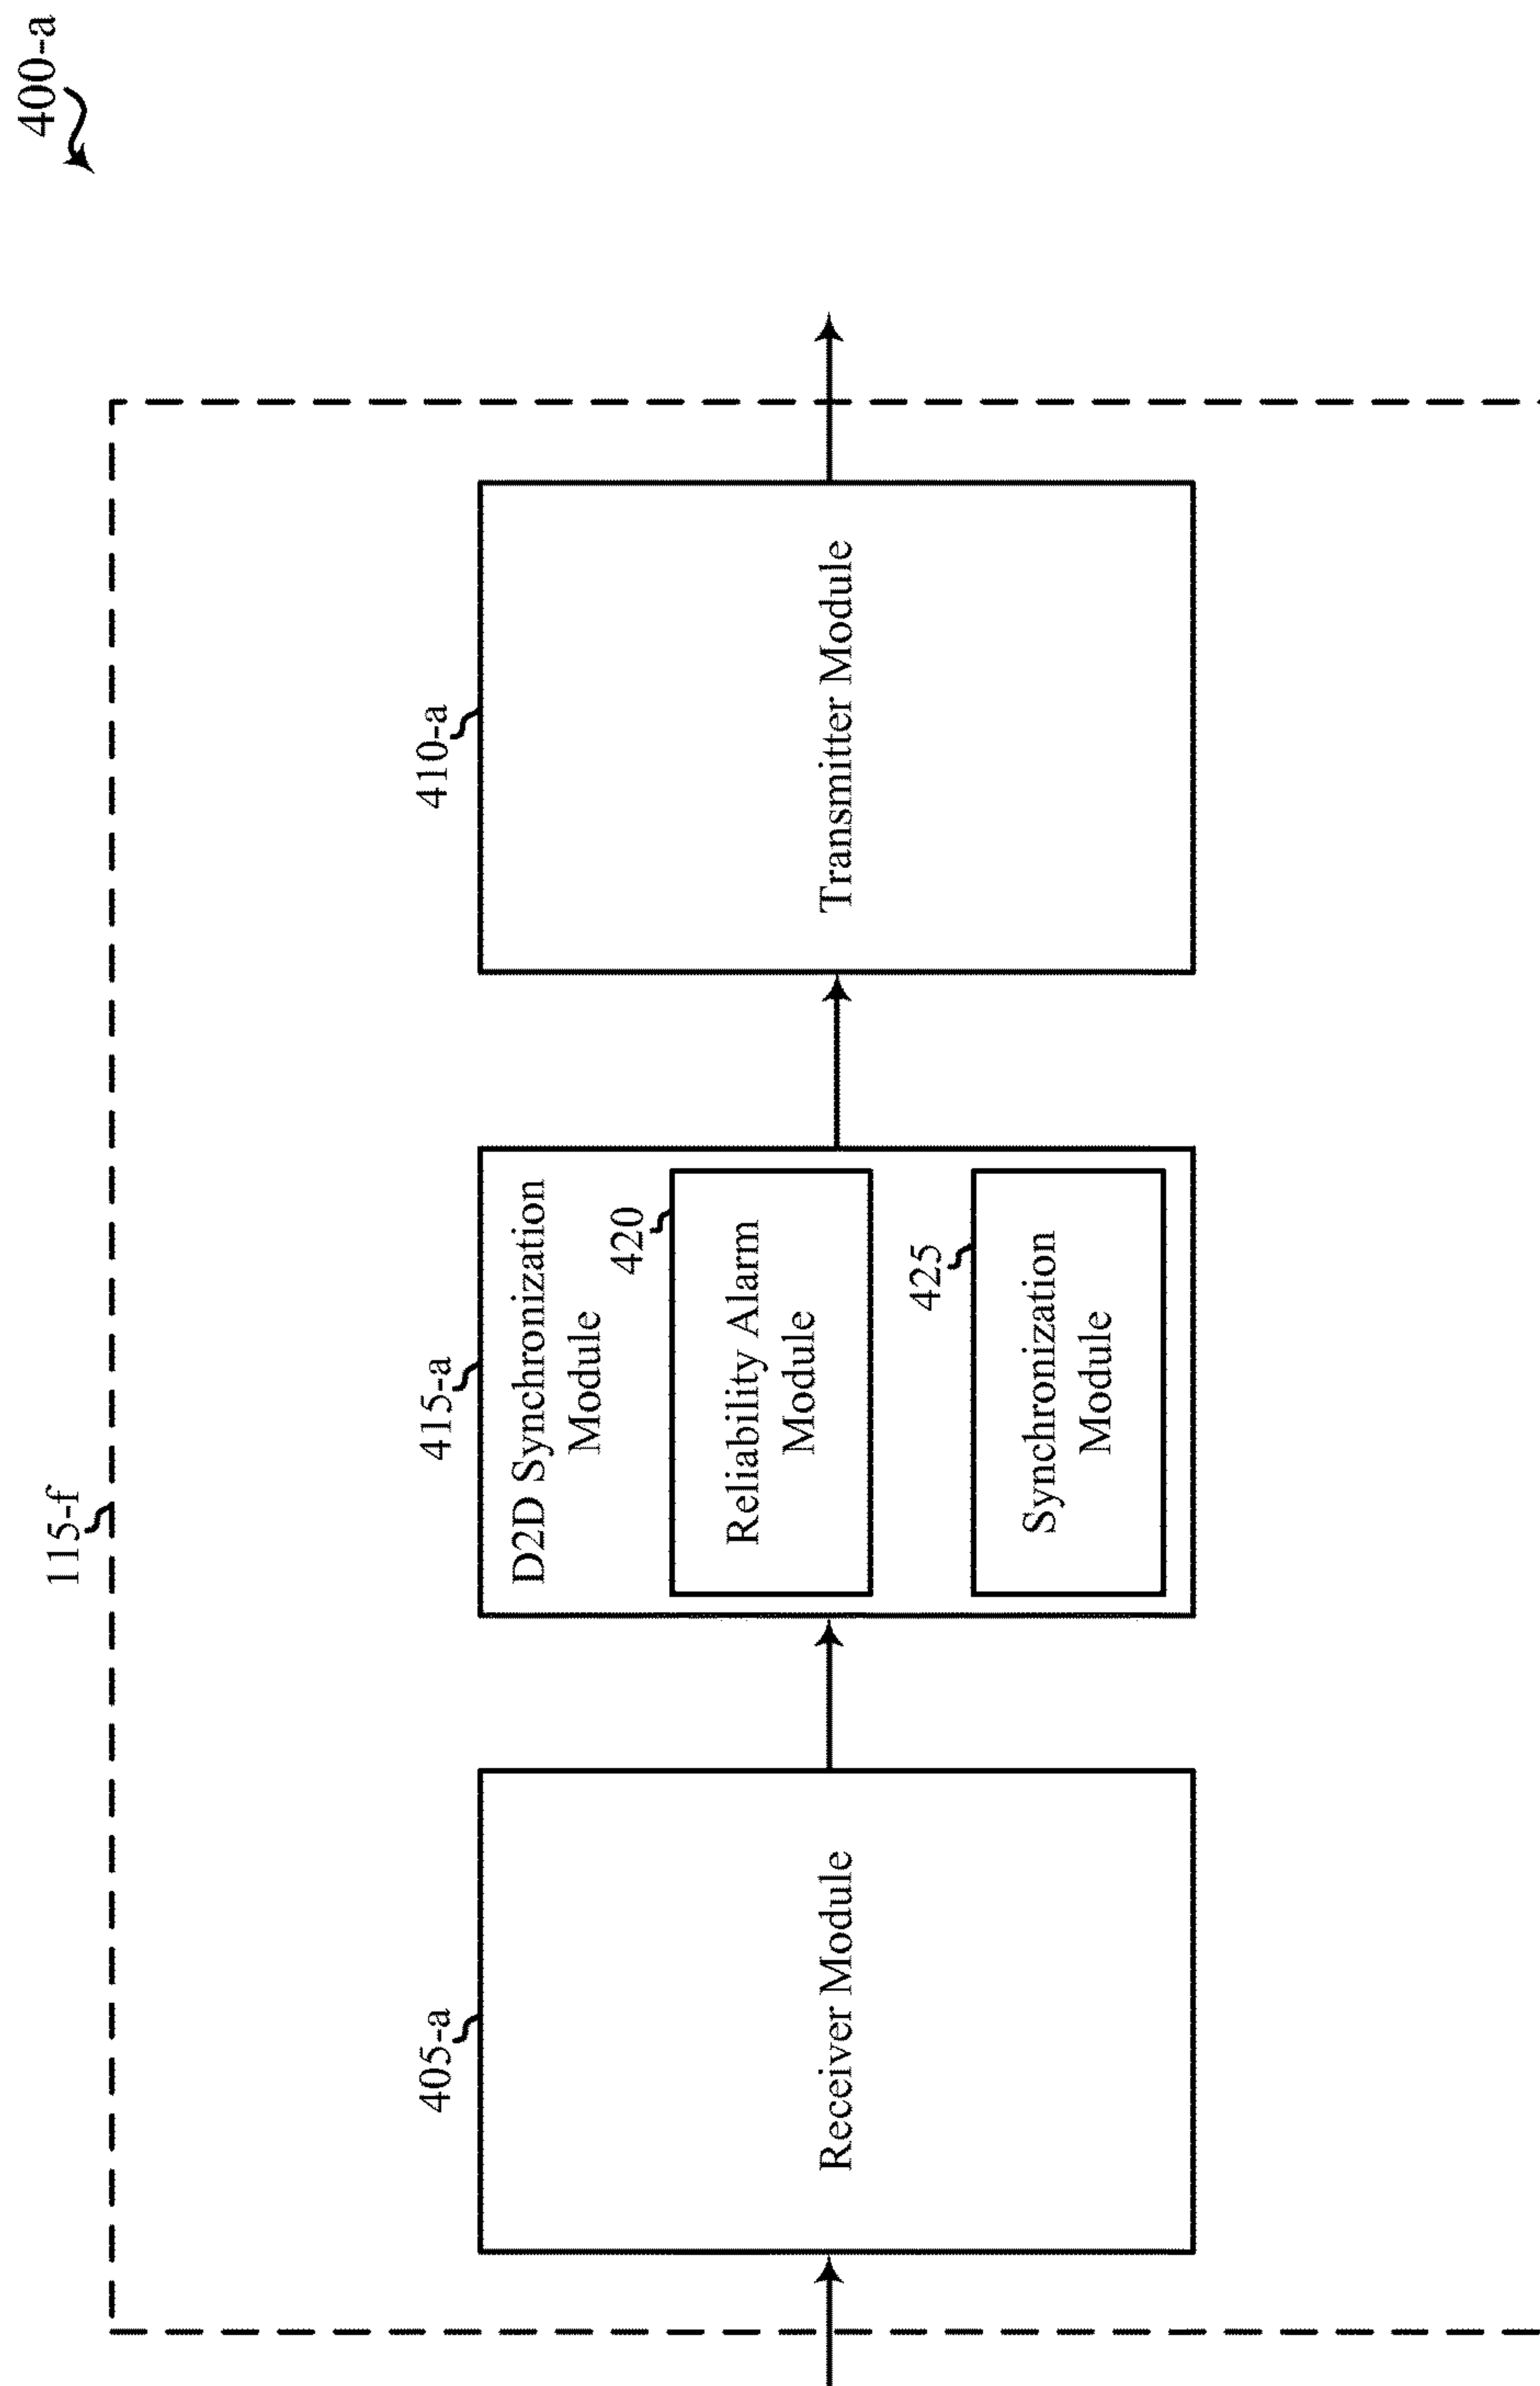 400-a
115-f
405-a
Receiver Module
415-a
D2D Synchronization
Module
420
Reliability Alarm
Module
425
Synchronization
Module
410-a
Transmitter Module